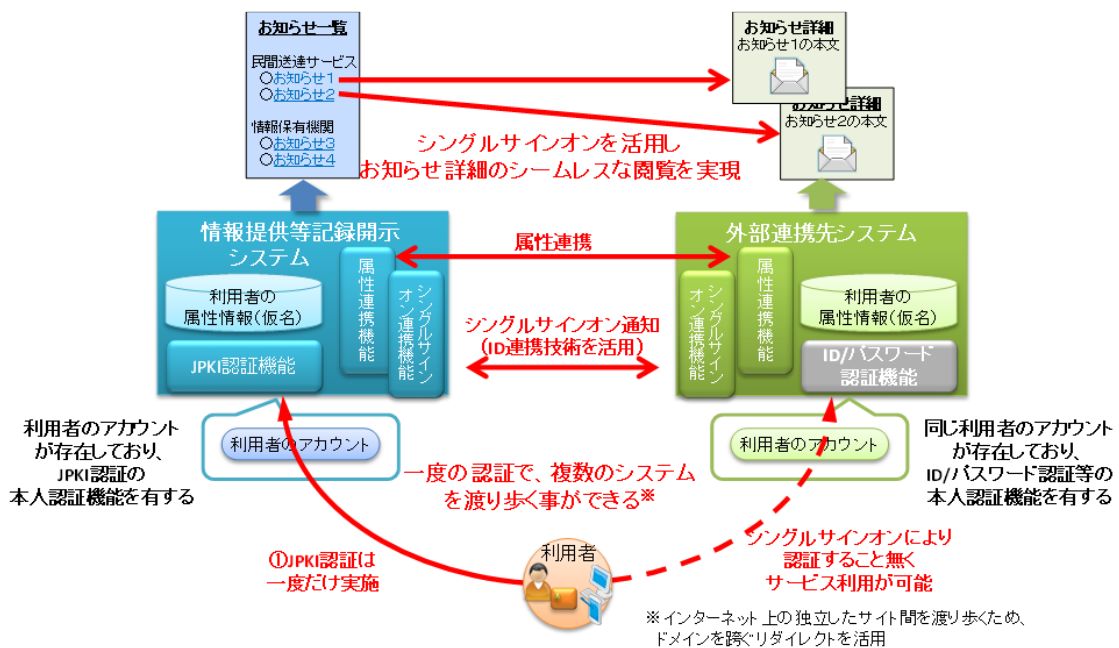 お知らせ一覧
民間送達サービス
○お知らせ1
○お知らせ2
情報保有機関
○お知らせ3
○お知らせ4
お知らせ詳細
お知らせ1の本文
お知らせ詳細
お知らせ2の本文
シングルサインオンを活用し
お知らせ詳細のシームレスな閲覧を実現
情報提供等記録開示
システム
利用者の
属性情報(仮名)
JPKI認証機能
属性連携機能
シングルサイン
オン連携機能
属性連携
シングルサインオン通知
(ID連携技術を活用)
外部連携先システム
シングルサイン
オン連携機能
属性連携機能
利用者の
属性情報(仮名)
ID/パスワード
認証機能
利用者のアカウント
が存在しており、
JPKI認証の
本人認証機能を有する
利用者のアカウント
一度の認証で、複数のシステム
を渡り歩く事ができる※
利用者のアカウント
同じ利用者のアカウント
が存在しており、
ID/パスワード認証等の
本人認証機能を有する
①JPKI認証は
一度だけ実施
利用者
シングルサインオンにより
認証すること無く
サービス利用が可能
※インターネット上の独立したサイト間を渡り歩くため、
ドメインを跨ぐリダイレクトを活用